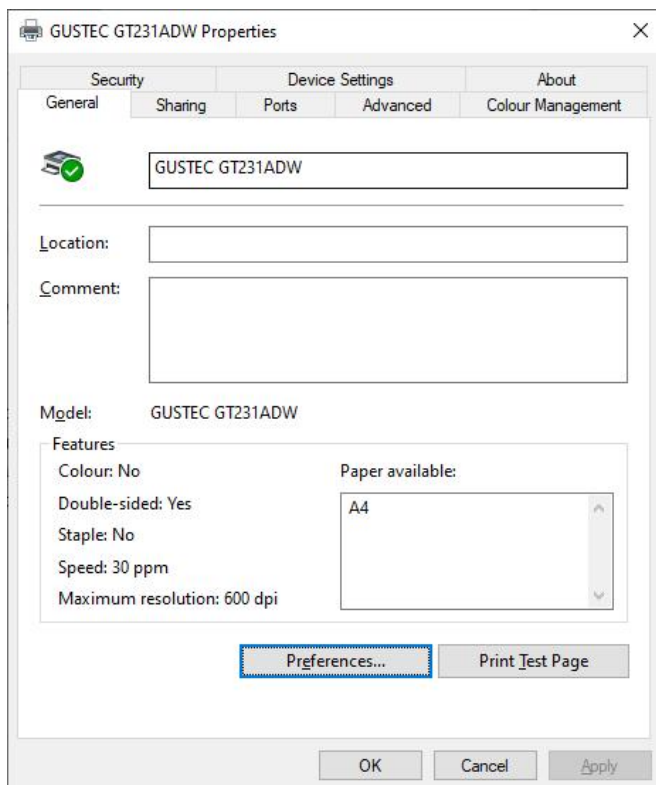 GUSTEC GT231ADW Properties
Security Device Settings About
General Sharing Ports Advanced Colour Management
GUSTEC GT231ADW
Location:
Comment:
Model: GUSTEC GT231ADW
Features
Colour: No
Paper available:
Double-sided: Yes
A4
Staple: No
Speed: 30 ppm
Maximum resolution: 600 dpi
Preferences... Print Test Page
OK Cancel Apply